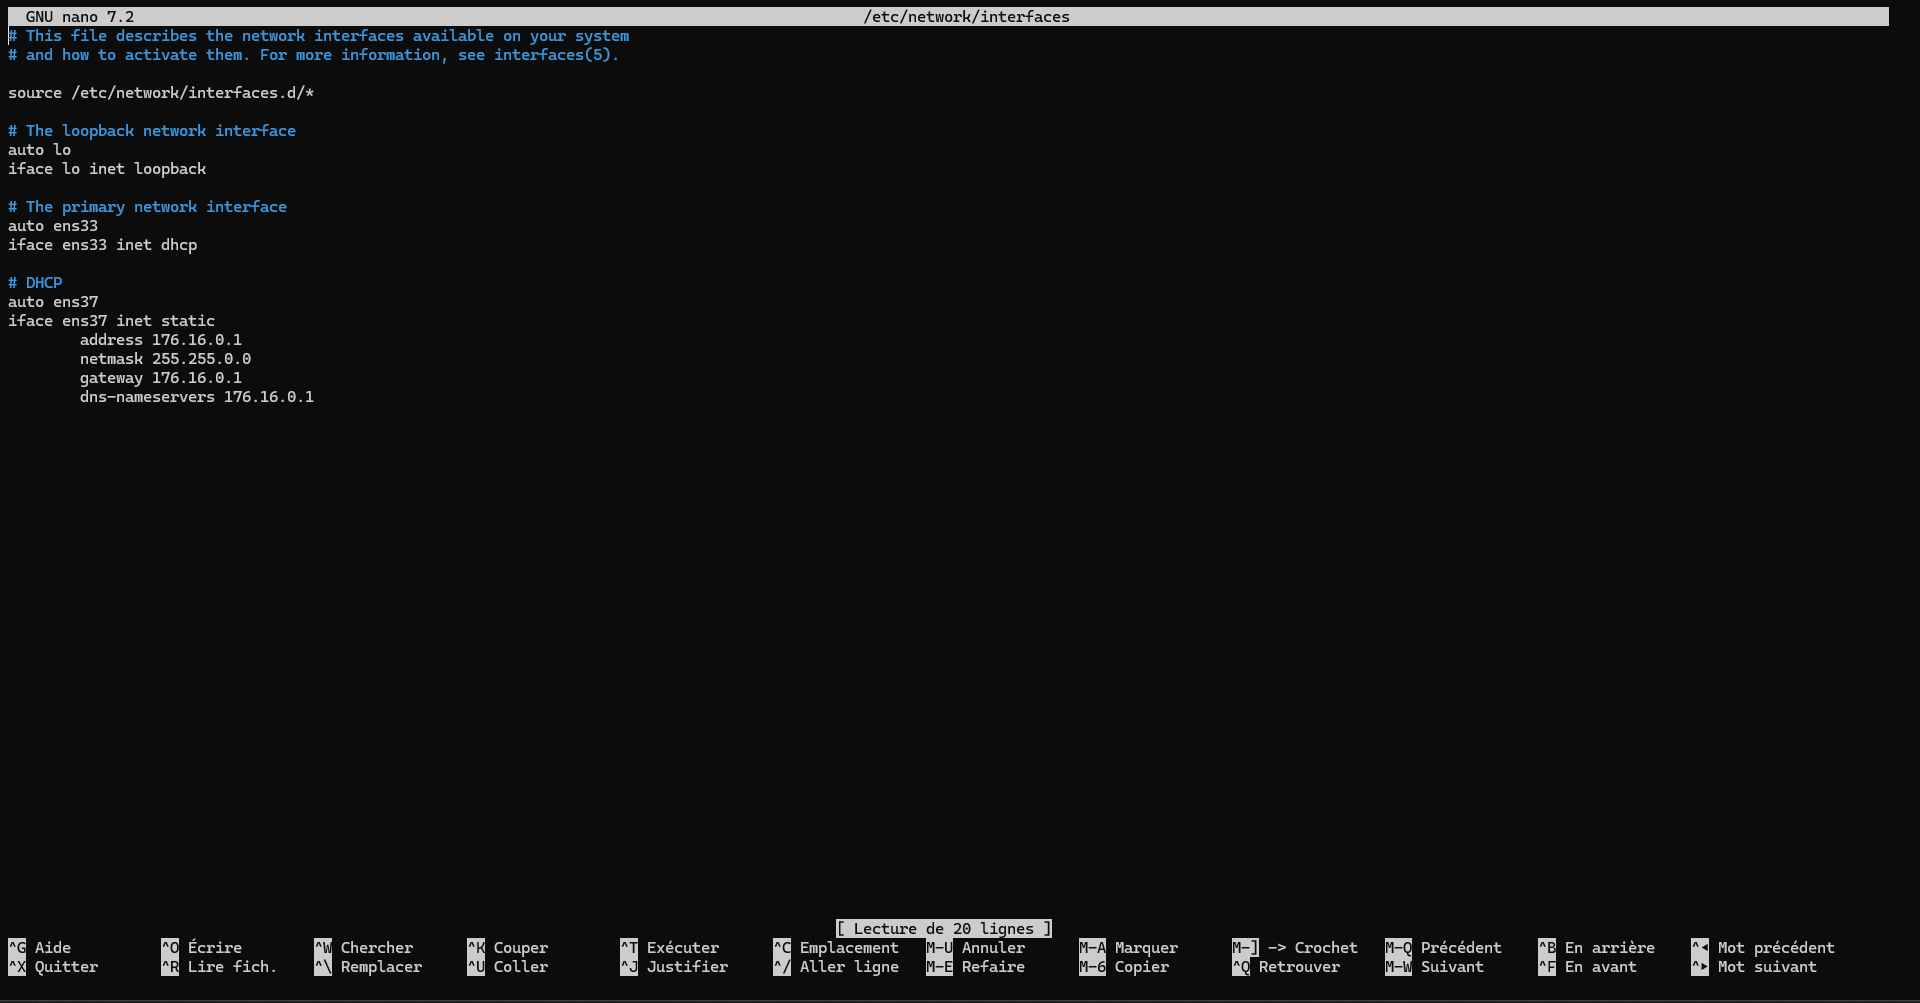 GNU nano 7.2 /etc/network/interfaces
# This file describes the network interfaces available on your system
# and how to activate them. For more information, see interfaces(5).
source /etc/network/interfaces.d/*
# The loopback network interface
auto lo
iface lo inet loopback
# The primary network interface
auto ens33
iface ens33 inet dhcp
# DHCP
auto ens37
iface ens37 inet static
address 176.16.0.1
netmask 255.255.0.0
gateway 176.16.0.1
dns-nameservers 176.16.0.1
[ Lecture de 20 lignes ]
^G Aide ^O Écrire ^W Chercher ^K Couper ^T Exécuter ^C Emplacement M-U Annuler M-A Marquer M-] -> Crochet M-Q Précédent ^B En arrière ^◂ Mot précédent
^X Quitter ^R Lire fich. ^\ Remplacer ^U Coller ^J Justifier ^/ Aller ligne M-E Refaire M-6 Copier ^Q Retrouver M-W Suivant ^F En avant ^▸ Mot suivant